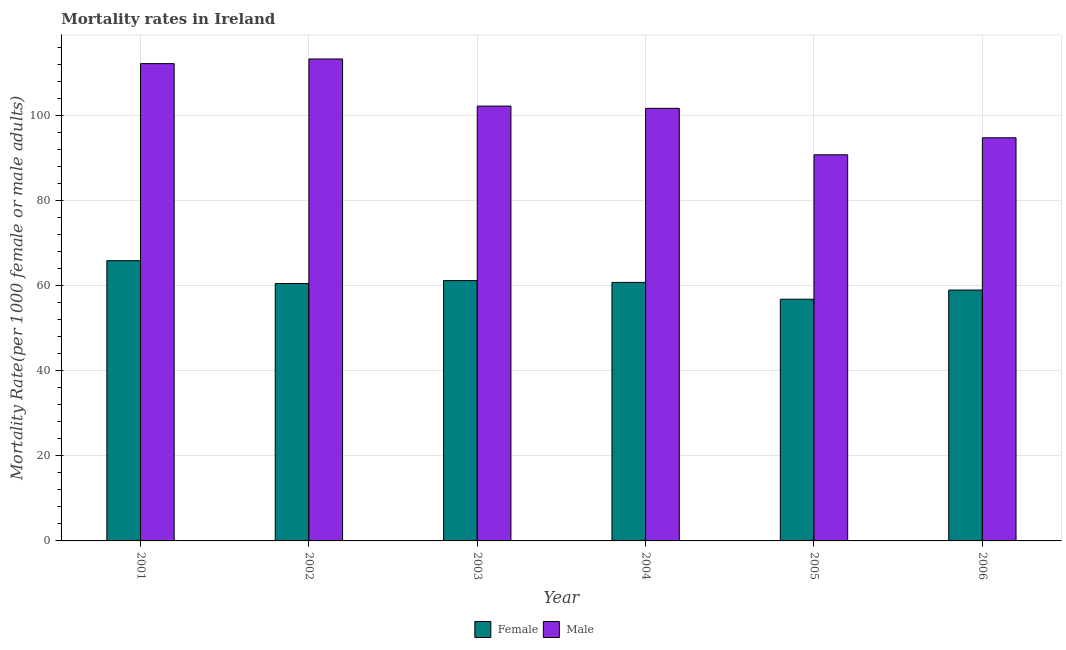 Mortality rates in Ireland
Mortality Rate(per 1000 female or male adults)
100
80
60
40
20
0
2001
2002
2003
2004
2005
2006
Year
Female
Male